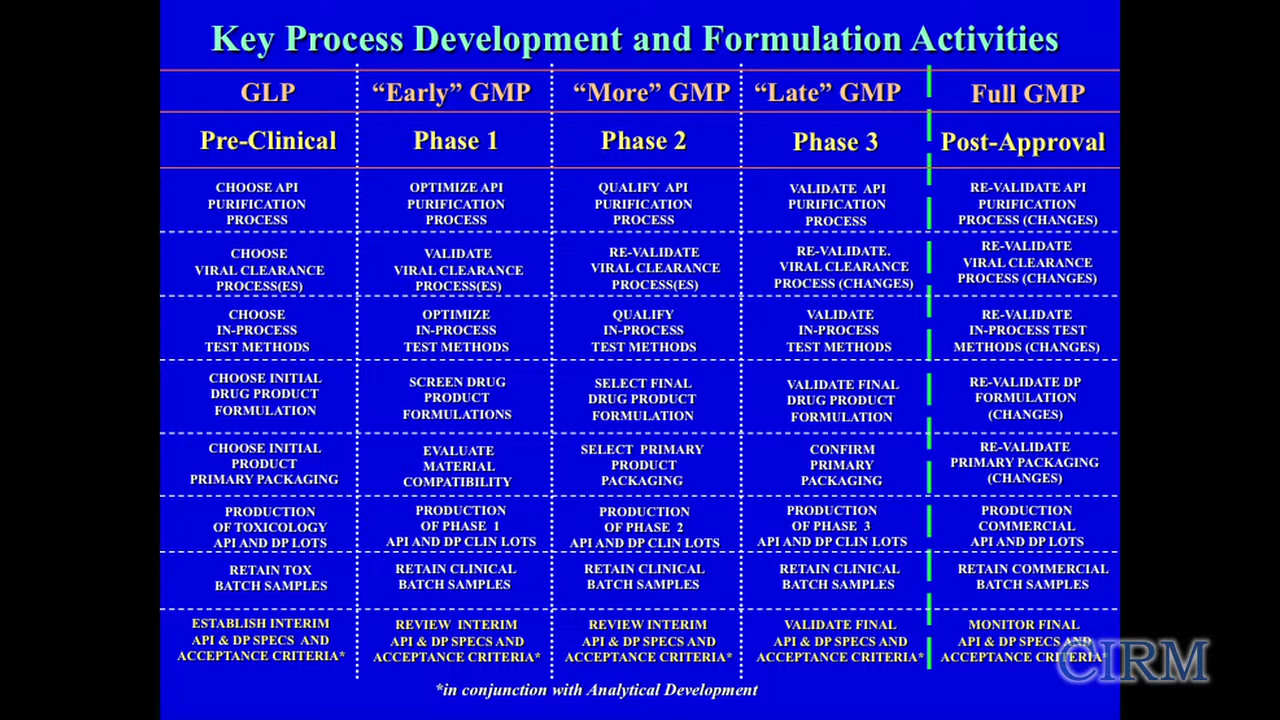 Key Process Development and Formulation Activities
GLP
"Early" GMP
"More" GMP
"Late" GMP
Full GMP
Pre-Clinical
Phase 1
Phase 2
Phase 3
Post-Approval
CHOOSE API
PURIFICATION
PROCESS
OPTIMIZE API
PURIFICATION
PROCESS
QUALIFY API
PURIFICATION
PROCESS
VALIDATE API
PURIFICATION
PROCESS
RE-VALIDATE API
PURIFICATION
PROCESS (CHANGES)
CHOOSE
VIRAL CLEARANCE
PROCESS(ES)
VALIDATE
VIRAL CLEARANCE
PROCESS(ES)
RE-VALIDATE
VIRAL CLEARANCE
PROCESS(ES)
RE-VALIDATE.
VIRAL CLEARANCE
PROCESS (CHANGES)
RE-VALIDATE
VIRAL CLEARANCE
PROCESS (CHANGES)
CHOOSE
IN-PROCESS
TEST METHODS
OPTIMIZE
IN-PROCESS
TEST METHODS
QUALIFY
IN-PROCESS
TEST METHODS
VALIDATE
IN-PROCESS
TEST METHODS
RE-VALIDATE
IN-PROCESS TEST
METHODS (CHANGES)
CHOOSE INITIAL
DRUG PRODUCT
FORMULATION
SCREEN DRUG
PRODUCT
FORMULATIONS
SELECT FINAL
DRUG PRODUCT
FORMULATION
VALIDATE FINAL
DRUG PRODUCT
FORMULATION
RE-VALIDATE DP
FORMULATION
(CHANGES)
CHOOSE INITIAL
PRODUCT
PRIMARY PACKAGING
EVALUATE
MATERIAL
COMPATIBILITY
SELECT PRIMARY
PRODUCT
PACKAGING
CONFIRM
PRIMARY
PACKAGING
RE-VALIDATE
PRIMARY PACKAGING
(CHANGES)
PRODUCTION
OF TOXICOLOGY
API AND DP LOTS
PRODUCTION
OF PHASE 1
API AND DP CLIN LOTS
PRODUCTION
OF PHASE 2
API AND DP CLIN LOTS
PRODUCTION
OF PHASE 3
API AND DP CLIN LOTS
PRODUCTION
COMMERCIAL
API AND DP LOTS
RETAIN TOX
BATCH SAMPLES
RETAIN CLINICAL
BATCH SAMPLES
RETAIN CLINICAL
BATCH SAMPLES
RETAIN CLINICAL
BATCH SAMPLES
RETAIN COMMERCIAL
BATCH SAMPLES
ESTABLISH INTERIM
API & DP SPECS AND
ACCEPTANCE CRITERIA*
REVIEW INTERIM
API & DP SPECS AND
ACCEPTANCE CRITERIA*
REVIEW INTERIM
API & DP SPECS AND
ACCEPTANCE CRITERIA*
VALIDATE FINAL
API & DP SPECS AND
ACCEPTANCE CRITERIA*
MONITOR FINAL
API & DP SPECS AND
ACCEPTANCE CRITERIA*
CIRM
*in conjunction with Analytical Development